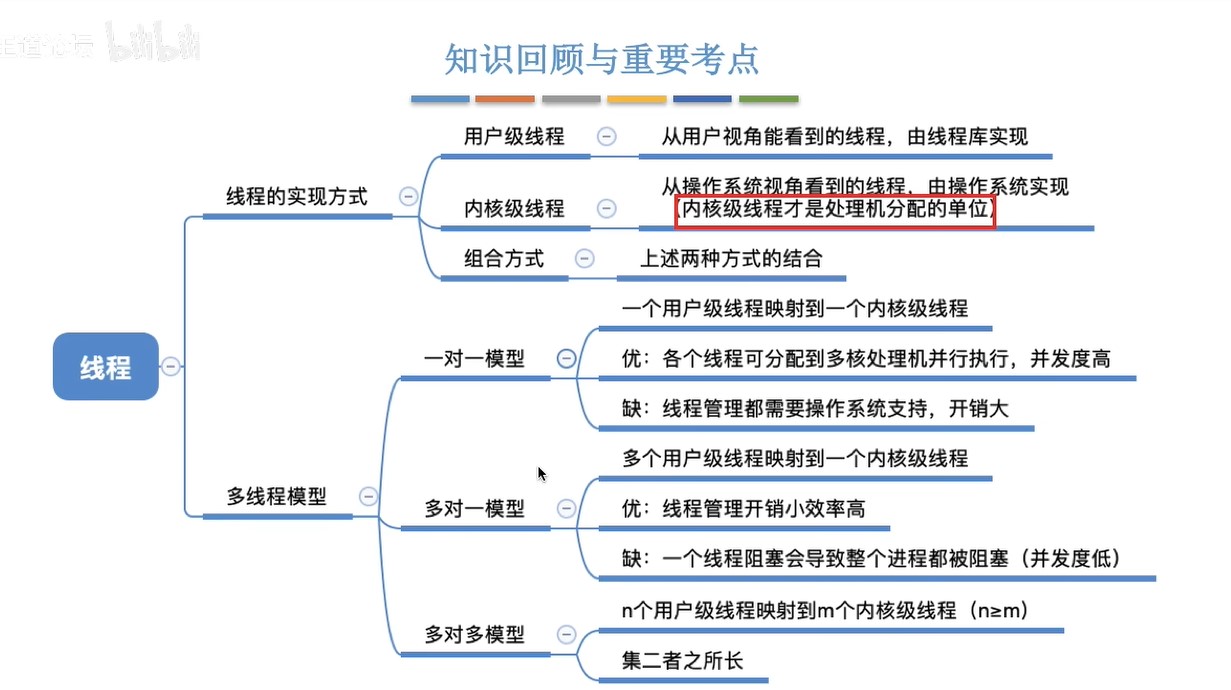 bilibili
知识回顾与重要考点
用户级线程
从用户视角能看到的线程，由线程库实现
线程的实现方式
内核级线程
从操作系统视角看到的线程，由操作系统实现
（内核级线程才是处理机分配的单位）
组合方式
上述两种方式的结合
线程
一对一模型
一个用户级线程映射到一个内核级线程
优：各个线程可分配到多核处理机并行执行，并发度高
缺：线程管理都需要操作系统支持，开销大
多线程模型
多对一模型
多个用户级线程映射到一个内核级线程
优：线程管理开销小效率高
缺：一个线程阻塞会导致整个进程都被阻塞（并发度低）
多对多模型
n个用户级线程映射到m个内核级线程（n≥m）
集二者之所长